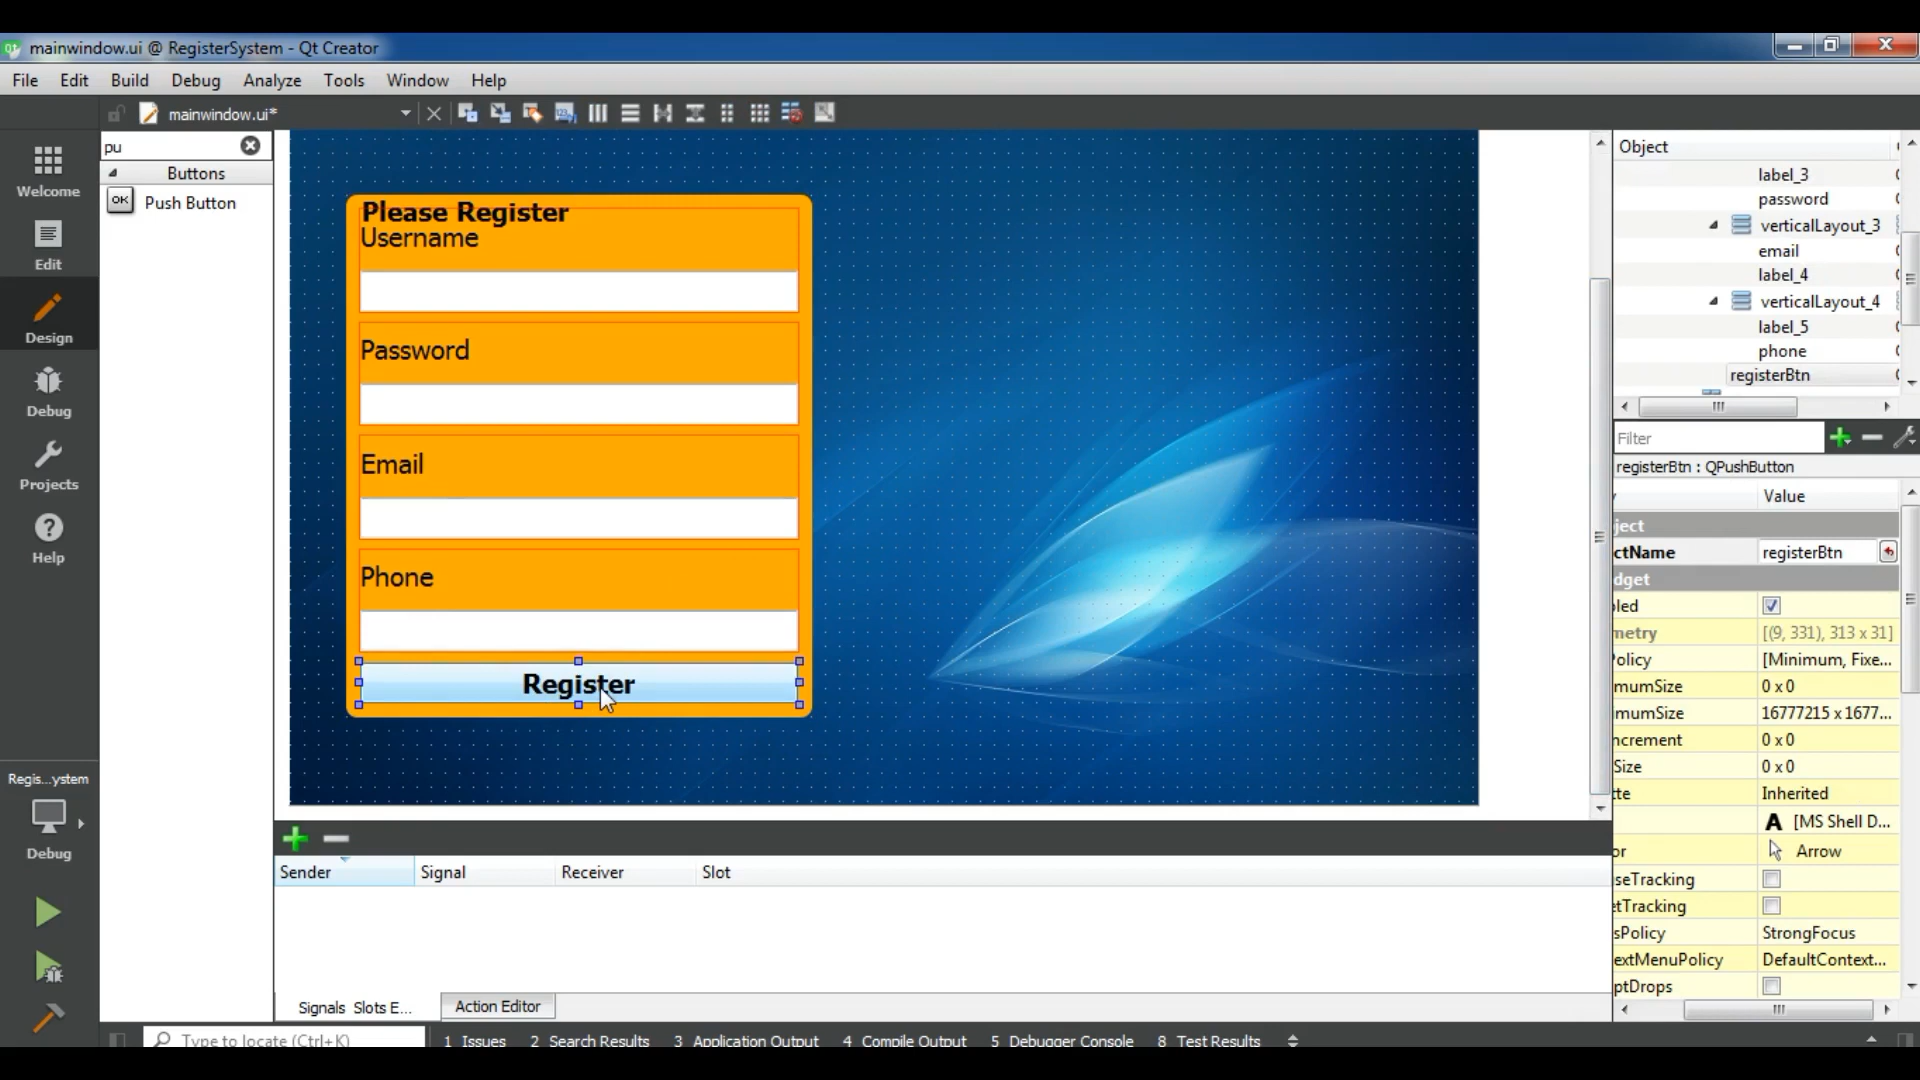 mainwindow.ui @ RegisterSystem - Qt Creator
File Edit Build Debug Analyze Tools Window Help
mainwindow.ui*
pu
Buttons
OK Push Button
Welcome
Edit
Design
Debug
Projects
Help
Regis...ystem
Debug
Please Register
Username
Password
Email
Phone
Register
Sender Signal Receiver Slot
Signals Slots E... Action Editor
Type to locate (Ctrl+K) 1 Issues 2 Search Results 3 Application Output 4 Compile Output 5 Debugger Console 8 Test Results
Object
label_3
password
verticalLayout_3
email
label_4
verticalLayout_4
label_5
phone
registerBtn
Filter
registerBtn : QPushButton
Value
ject
ctName registerBtn
dget
led
metry [(9, 331), 313 x 31]
olicy [Minimum, Fixe...
mumSize 0 x 0
mumSize 16777215 x 1677...
ncrement 0 x 0
Size 0 x 0
tte Inherited
A [MS Shell D...
or Arrow
seTracking
etTracking
sPolicy StrongFocus
extMenuPolicy DefaultContext...
ptDrops